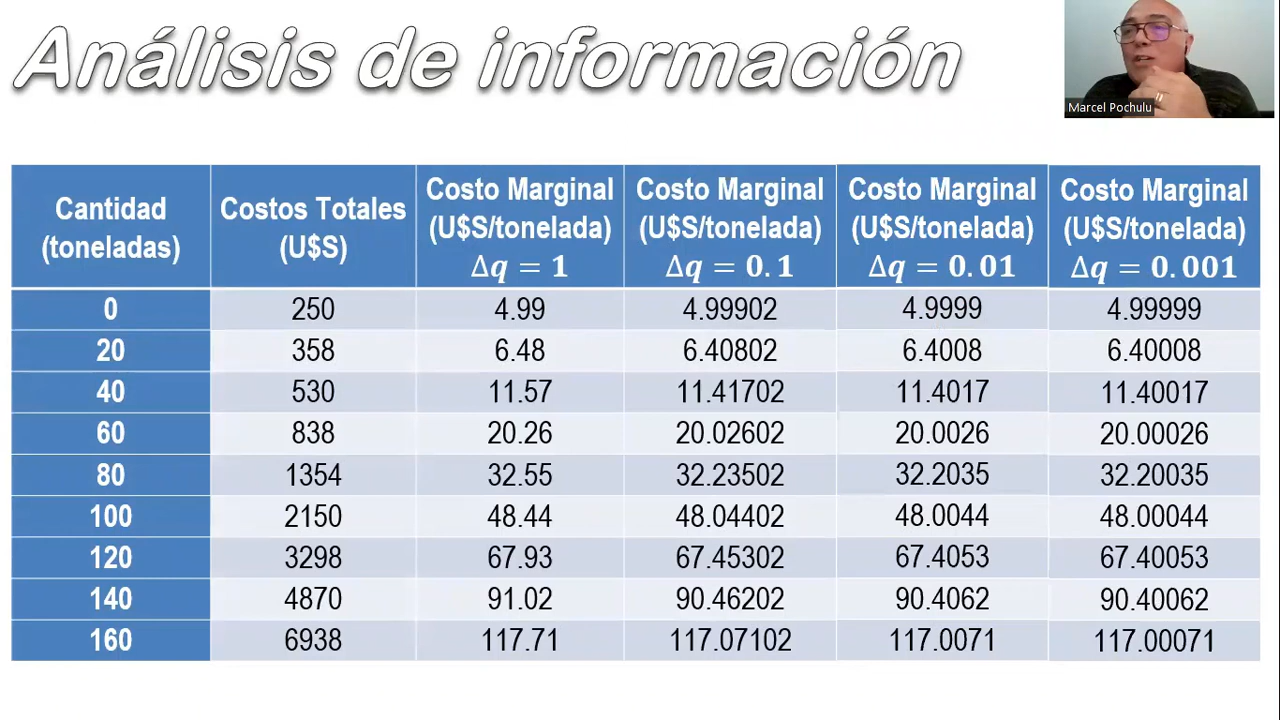 Análisis de información
Marcel Pochulu
Cantidad (toneladas) Costos Totales (U$S) Costo Marginal (U$S/tonelada) Δq = 1 Costo Marginal (U$S/tonelada) Δq = 0.1 Costo Marginal (U$S/tonelada) Δq = 0.01 Costo Marginal (U$S/tonelada) Δq = 0.001
0 250 4.99 4.99902 4.9999 4.99999
20 358 6.48 6.40802 6.4008 6.40008
40 530 11.57 11.41702 11.4017 11.40017
60 838 20.26 20.02602 20.0026 20.00026
80 1354 32.55 32.23502 32.2035 32.20035
100 2150 48.44 48.04402 48.0044 48.00044
120 3298 67.93 67.45302 67.4053 67.40053
140 4870 91.02 90.46202 90.4062 90.40062
160 6938 117.71 117.07102 117.0071 117.00071